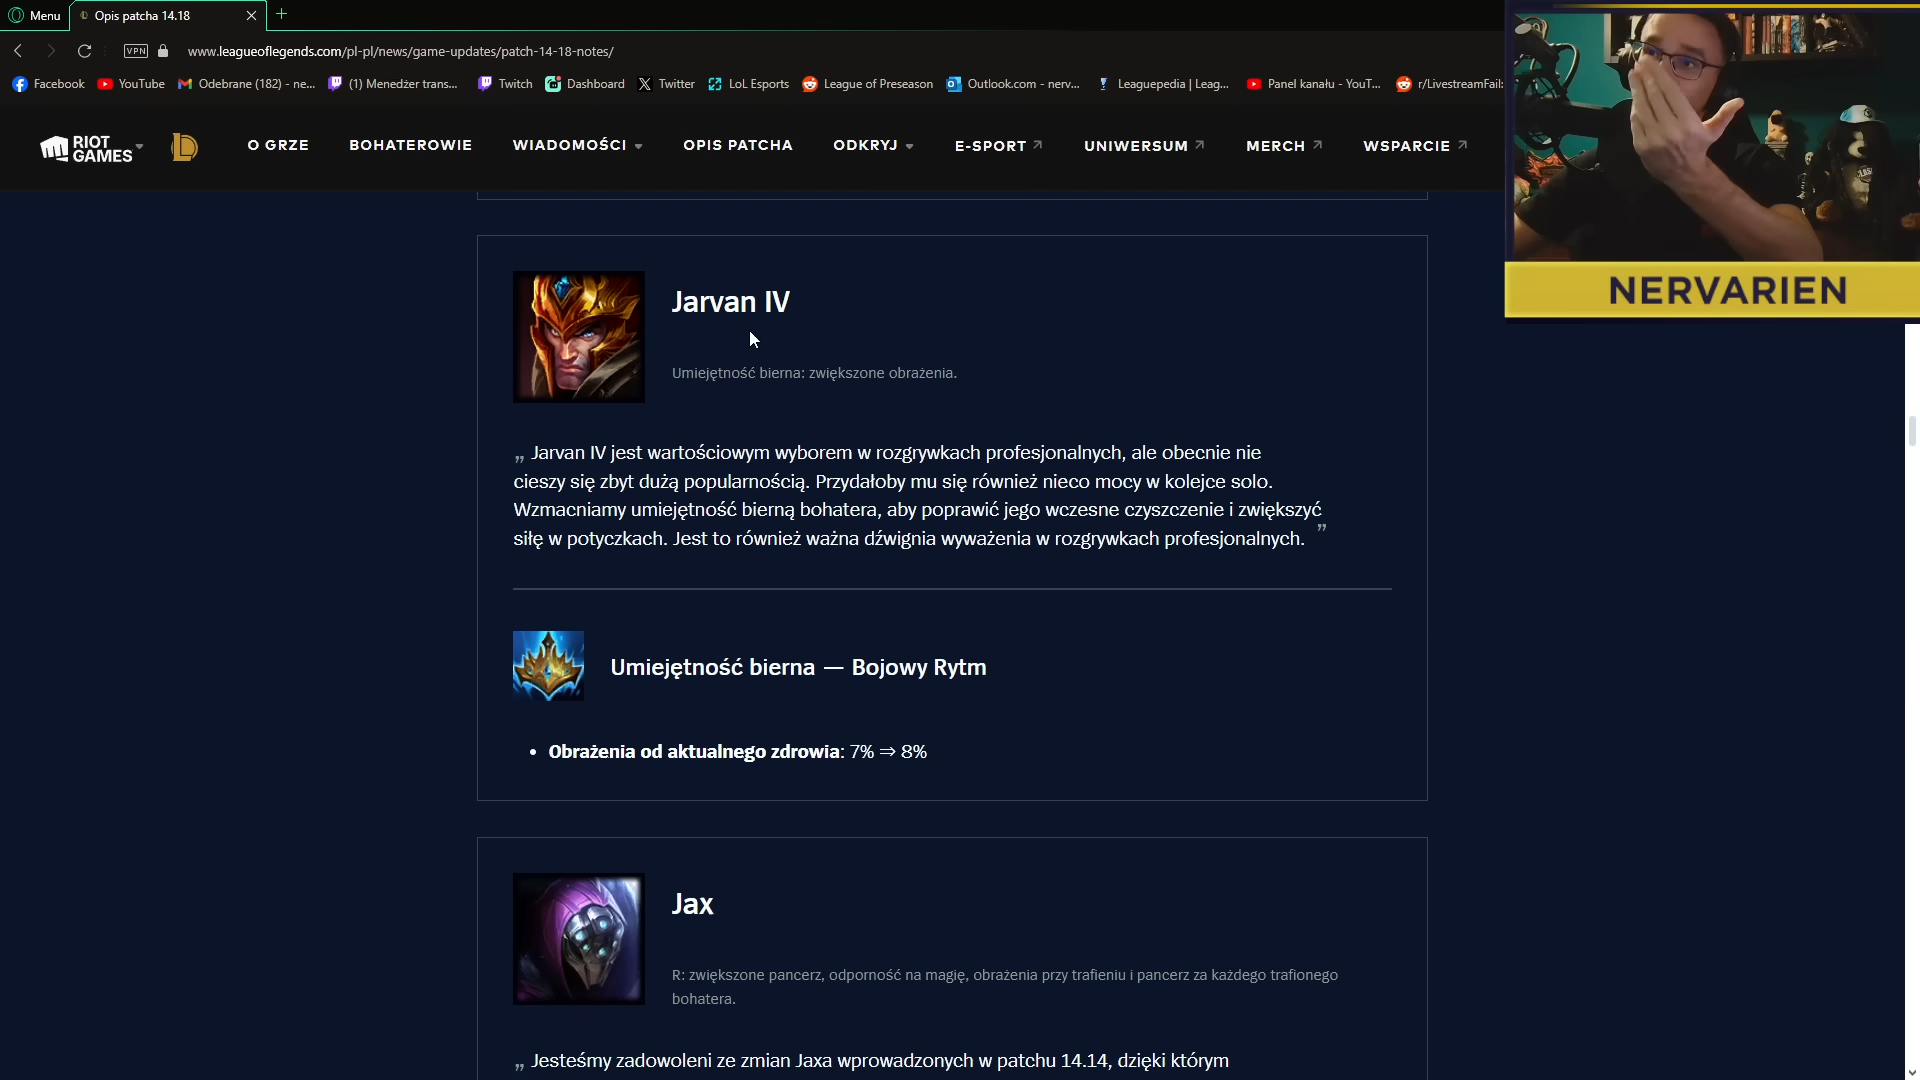 Menu
Opis patcha 14.18
VPN
www.leagueoflegends.com/pl-pl/news/game-updates/patch-14-18-notes/
Facebook
YouTube
Odebrane (182) - ne...
(1) Menedżer trans...
Twitch
Dashboard
Twitter
LoL Esports
League of Preseason
Outlook.com - nerv...
Leaguepedia | Leag...
Panel kanału - YouT...
r/LivestreamFail:
RIOT
GAMES
O GRZE
BOHATEROWIE
WIADOMOŚCI
OPIS PATCHA
ODKRYJ
E-SPORT
UNIWERSUM
MERCH
WSPARCIE
NERVARIEN
Jarvan IV
Umiejętność bierna: zwiększone obrażenia.
„ Jarvan IV jest wartościowym wyborem w rozgrywkach profesjonalnych, ale obecnie nie
cieszy się zbyt dużą popularnością. Przydałoby mu się również nieco mocy w kolejce solo.
Wzmacniamy umiejętność bierną bohatera, aby poprawić jego wczesne czyszczenie i zwiększyć
siłę w potyczkach. Jest to również ważna dźwignia wyważenia w rozgrywkach profesjonalnych. ”
Umiejętność bierna — Bojowy Rytm
• Obrażenia od aktualnego zdrowia: 7% ⇒ 8%
Jax
R: zwiększone pancerz, odporność na magię, obrażenia przy trafieniu i pancerz za każdego trafionego
bohatera.
„ Jesteśmy zadowoleni ze zmian Jaxa wprowadzonych w patchu 14.14, dzięki którym